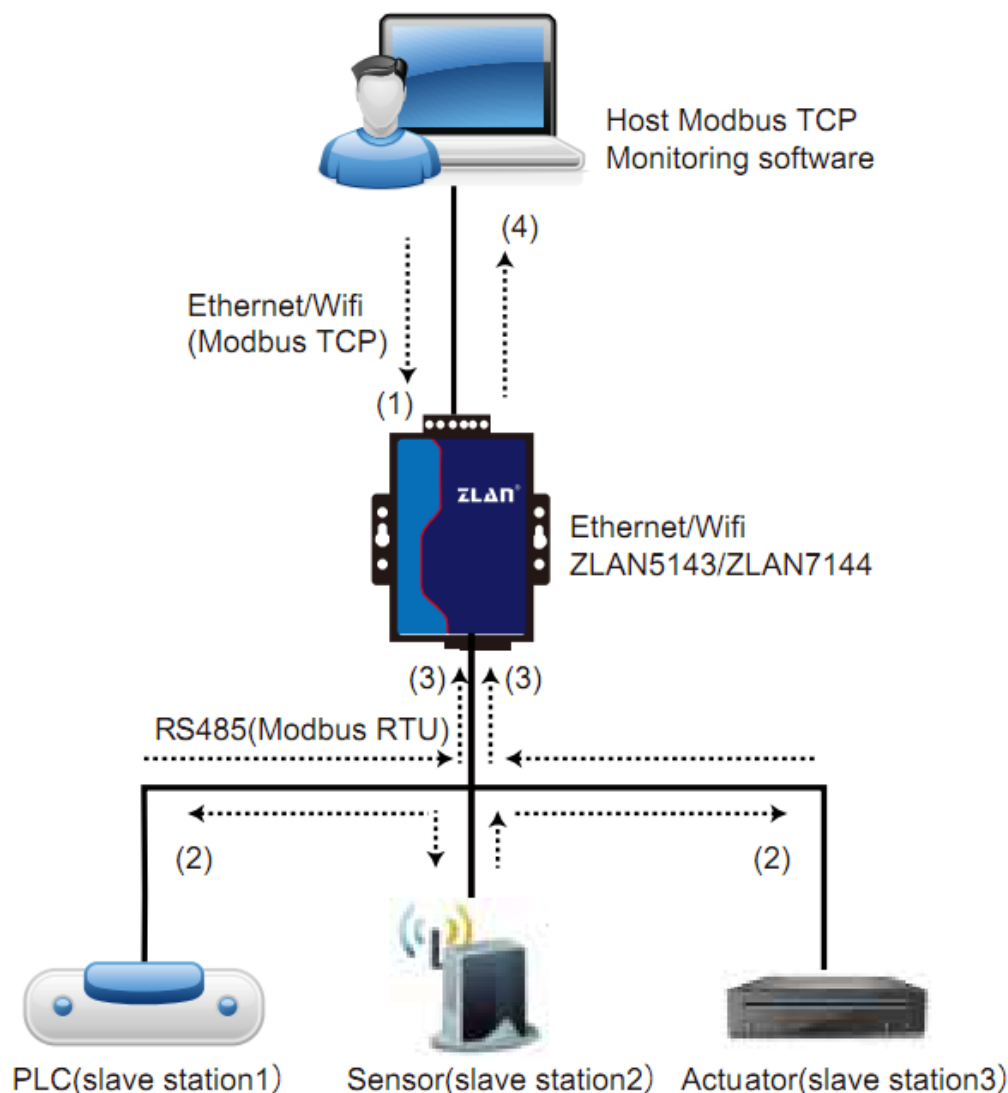 Host Modbus TCP
Monitoring software
(4)
Ethernet/Wifi
(Modbus TCP)
(1)
ZLAN®
Ethernet/Wifi
ZLAN5143/ZLAN7144
(3) (3)
RS485(Modbus RTU)
(2) (2)
PLC(slave station1) Sensor(slave station2) Actuator(slave station3)